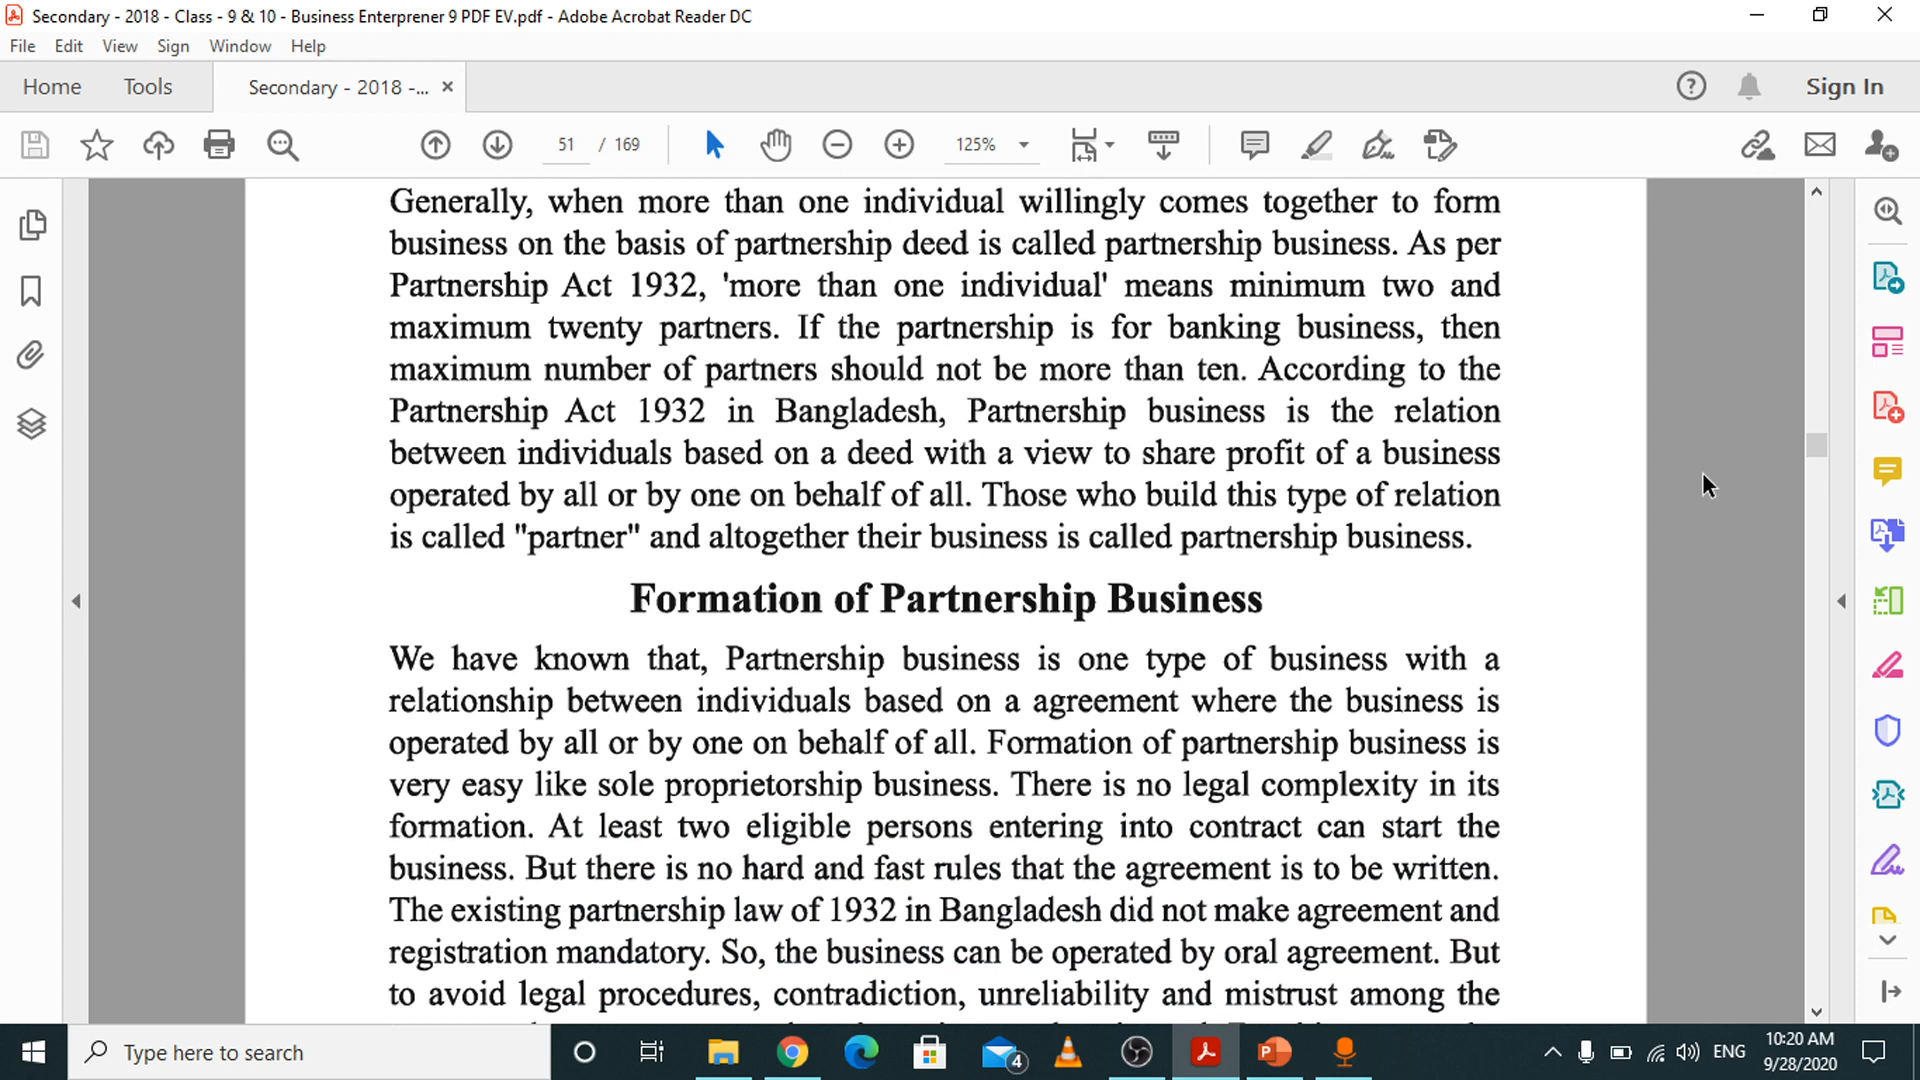 Secondary - 2018 - Class - 9 & 10 - Business Enterprener 9 PDF EV.pdf - Adobe Acrobat Reader DC
File Edit View Sign Window Help
Home Tools Secondary - 2018 -... × Sign In
51 / 169 125%
Generally, when more than one individual willingly comes together to form
business on the basis of partnership deed is called partnership business. As per
Partnership Act 1932, 'more than one individual' means minimum two and
maximum twenty partners. If the partnership is for banking business, then
maximum number of partners should not be more than ten. According to the
Partnership Act 1932 in Bangladesh, Partnership business is the relation
between individuals based on a deed with a view to share profit of a business
operated by all or by one on behalf of all. Those who build this type of relation
is called "partner" and altogether their business is called partnership business.
Formation of Partnership Business
We have known that, Partnership business is one type of business with a
relationship between individuals based on a agreement where the business is
operated by all or by one on behalf of all. Formation of partnership business is
very easy like sole proprietorship business. There is no legal complexity in its
formation. At least two eligible persons entering into contract can start the
business. But there is no hard and fast rules that the agreement is to be written.
The existing partnership law of 1932 in Bangladesh did not make agreement and
registration mandatory. So, the business can be operated by oral agreement. But
to avoid legal procedures, contradiction, unreliability and mistrust among the
Type here to search 4 ENG 10:20 AM
9/28/2020